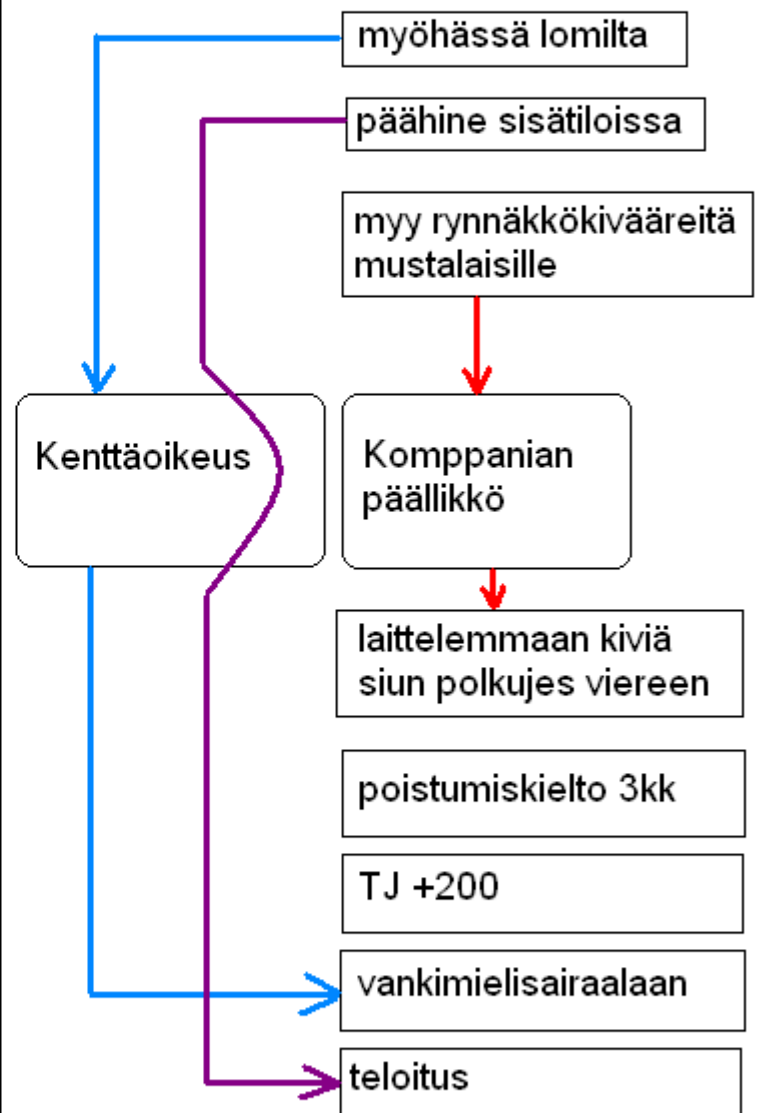 myöhässä lomilta
päähine sisätiloissa
myy rynnäkkökivääreitä
mustalaisille
Kenttäoikeus
Komppanian
päällikkö
laittelemmaan kiviä
siun polkujes viereen
poistumiskielto 3kk
TJ +200
vankimielisairaalaan
teloitus